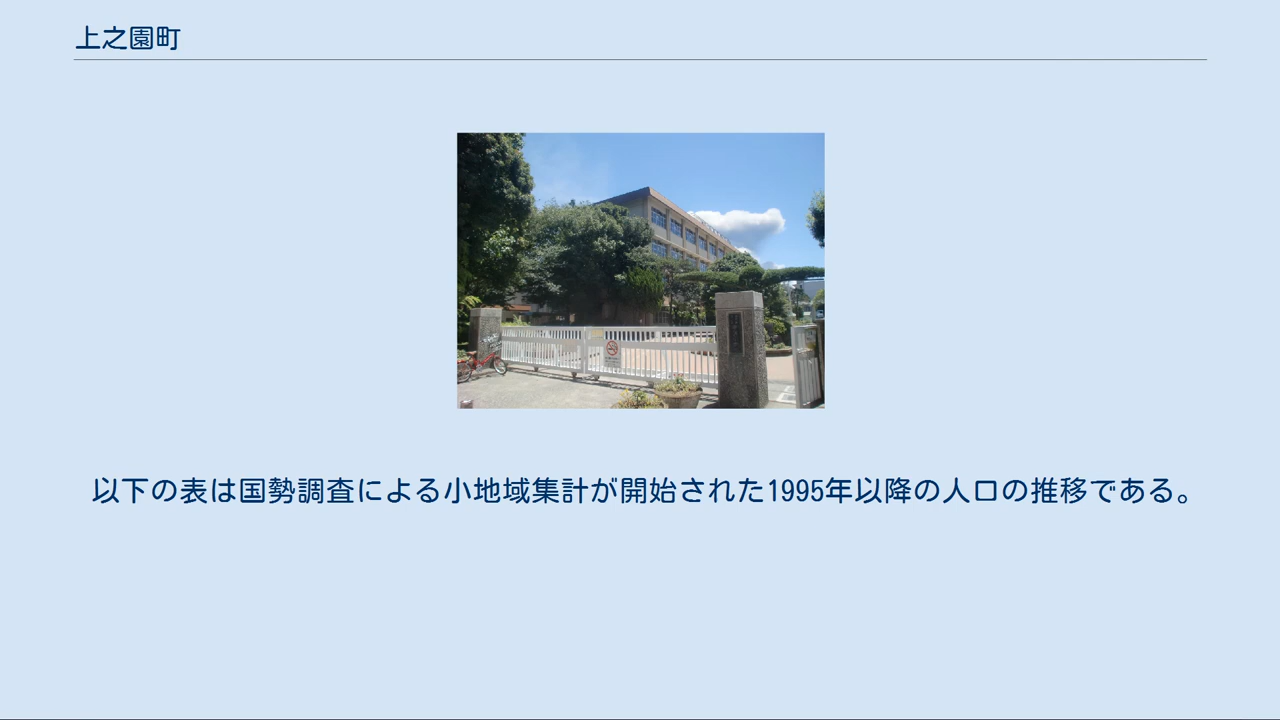 上之園町
以下の表は国勢調査による小地域集計が開始された1995年以降の人口の推移である。